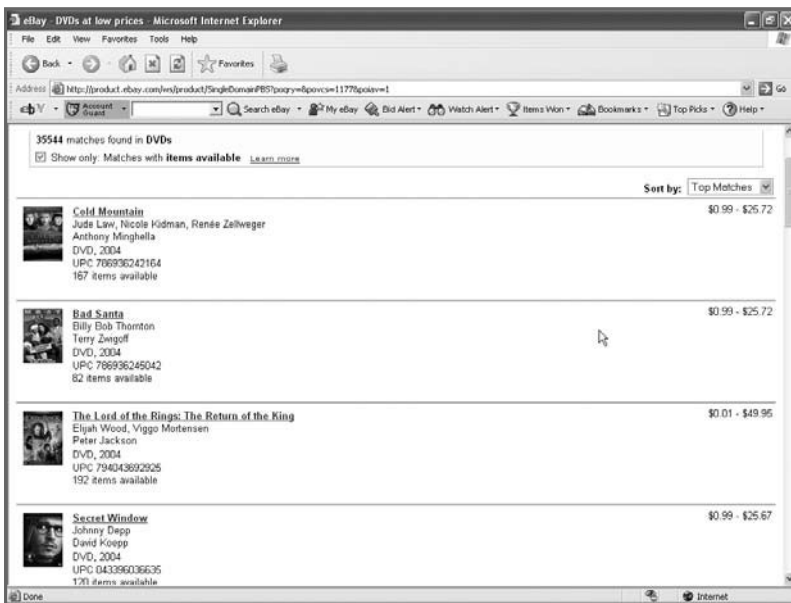 eBay - DVDs at low prices - Microsoft Internet Explorer
File Edit View Favorites Tools Help
Back Favorites
Address http://product.ebay.com/ws/product/ Go
Account Guard Search eBay My eBay Bid Alert Watch Alert Items Won Bookmarks Top Picks Help
35544 matches found in DVDs
Show only: Matches with items available Learn more
Sort by: Top Matches
Cold Mountain $0.99 - $25.72
Jude Law, Nicole Kidman, Renée Zellweger
Anthony Minghella
DVD, 2004
UPC 786936242164
167 items available
Bad Santa $0.99 - $25.72
Billy Bob Thornton
Terry Zwigoff
DVD, 2004
UPC 786936245042
82 items available
The Lord of the Rings: The Return of the King $0.01 - $49.95
Elijah Wood, Viggo Mortensen
Peter Jackson
DVD, 2004
UPC 794043692925
192 items available
Secret Window $0.99 - $25.67
Johnny Depp
David Koepp
DVD, 2004
UPC 043396036635
120 items available
Done Internet